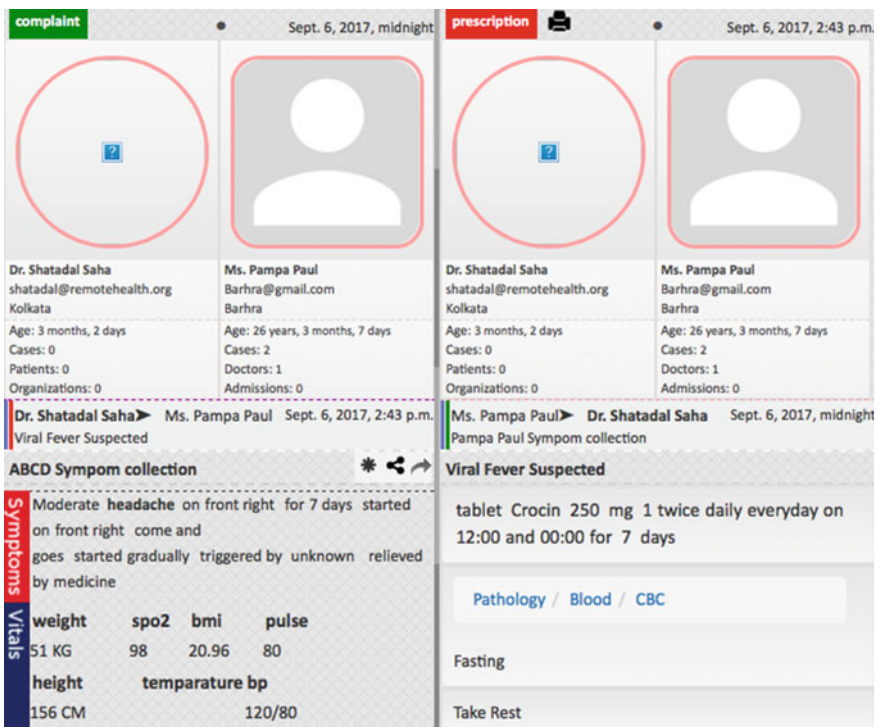 complaint
Sept. 6, 2017, midnight
?
Dr. Shatadal Saha
shatadal@remotehealth.org
Kolkata
Age: 3 months, 2 days
Cases: 0
Patients: 0
Organizations: 0
Ms. Pampa Paul
Barhra@gmail.com
Barhra
Age: 26 years, 3 months, 7 days
Cases: 2
Doctors: 1
Admissions: 0
Dr. Shatadal Saha➤ Ms. Pampa Paul Sept. 6, 2017, 2:43 p.m.
Viral Fever Suspected
ABCD Sympom collection
Symptoms
Moderate headache on front right for 7 days started
on front right come and
goes started gradually triggered by unknown relieved
by medicine
Vitals
weight spo2 bmi pulse
51 KG 98 20.96 80
height temparature bp
156 CM 120/80
prescription
Sept. 6, 2017, 2:43 p.m.
?
Dr. Shatadal Saha
shatadal@remotehealth.org
Kolkata
Age: 3 months, 2 days
Cases: 0
Patients: 0
Organizations: 0
Ms. Pampa Paul
Barhra@gmail.com
Barhra
Age: 26 years, 3 months, 7 days
Cases: 2
Doctors: 1
Admissions: 0
Ms. Pampa Paul➤ Dr. Shatadal Saha Sept. 6, 2017, midnight
Pampa Paul Sympom collection
Viral Fever Suspected
tablet Crocin 250 mg 1 twice daily everyday on
12:00 and 00:00 for 7 days
Pathology / Blood / CBC
Fasting
Take Rest